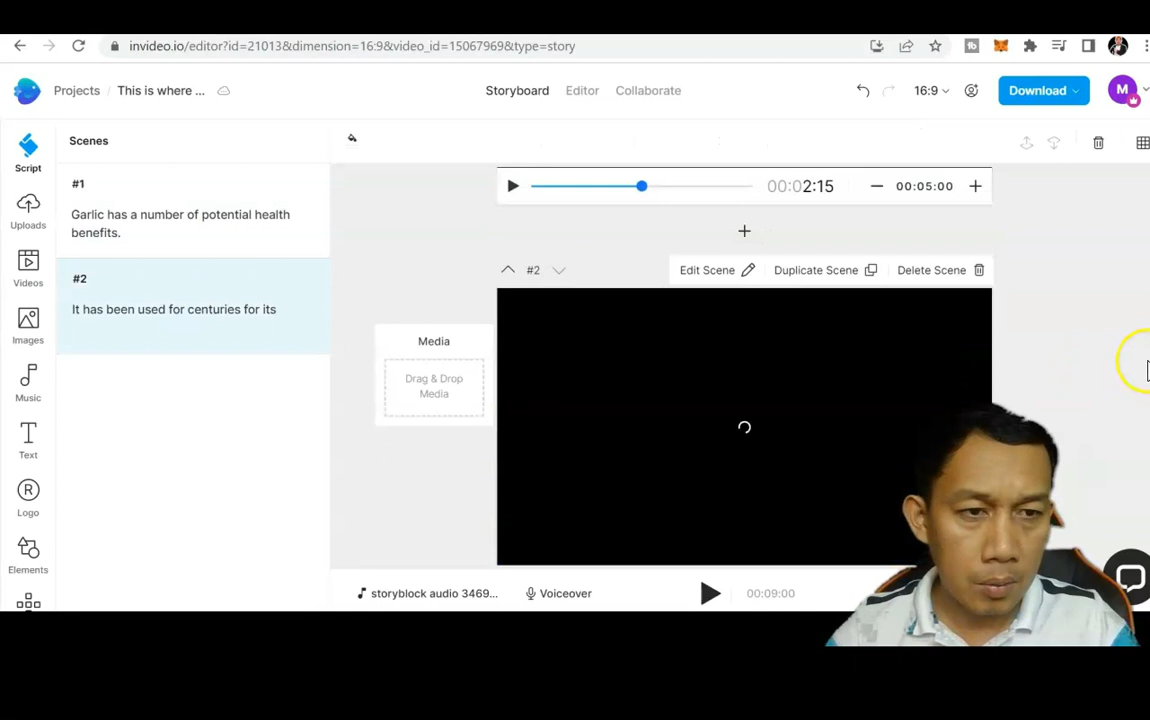 invideo.io/editor?id=21013&dimension=16:9&video_id=15067969&type=story
Projects / This is where ...
Storyboard
Editor
Collaborate
16:9
Download
M
Script
Uploads
Videos
Images
Music
Text
Logo
Elements
Scenes
#1
Garlic has a number of potential health
benefits.
#2
It has been used for centuries for its
00:02:15
00:05:00
#2
Edit Scene
Duplicate Scene
Delete Scene
Media
Drag & Drop
Media
storyblock audio 3469...
Voiceover
00:09:00